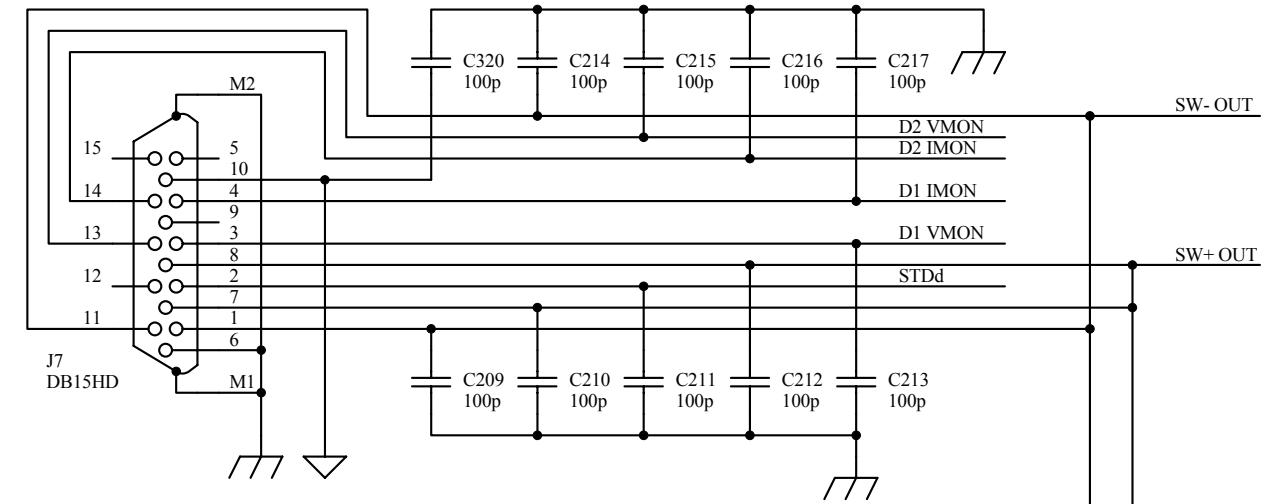 C320
100p
C214
100p
C215
100p
C216
100p
C217
100p
M2
SW- OUT
D2 VMON
D2 IMON
15
5
10
14
4
D1 IMON
9
13
3
D1 VMON
8
SW+ OUT
12
2
STDd
7
11
1
6
J7
DB15HD
M1
C209
100p
C210
100p
C211
100p
C212
100p
C213
100p